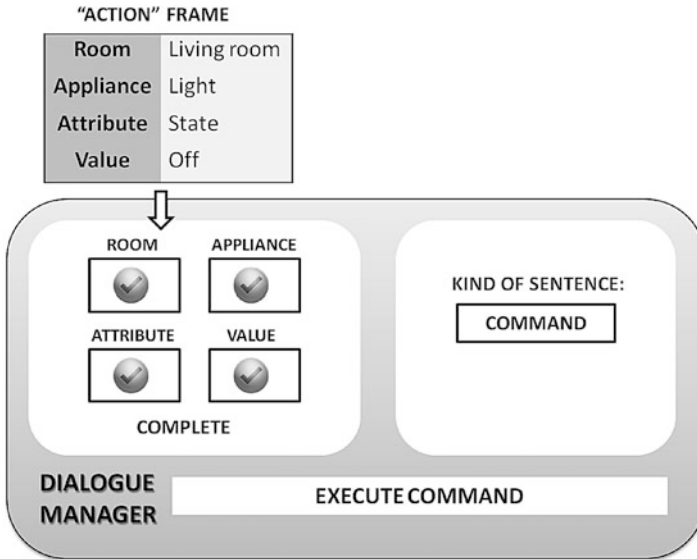 “ACTION” FRAME
Room Living room
Appliance Light
Attribute State
Value Off
ROOM APPLIANCE
ATTRIBUTE VALUE
COMPLETE
KIND OF SENTENCE:
COMMAND
DIALOGUE
MANAGER
EXECUTE COMMAND